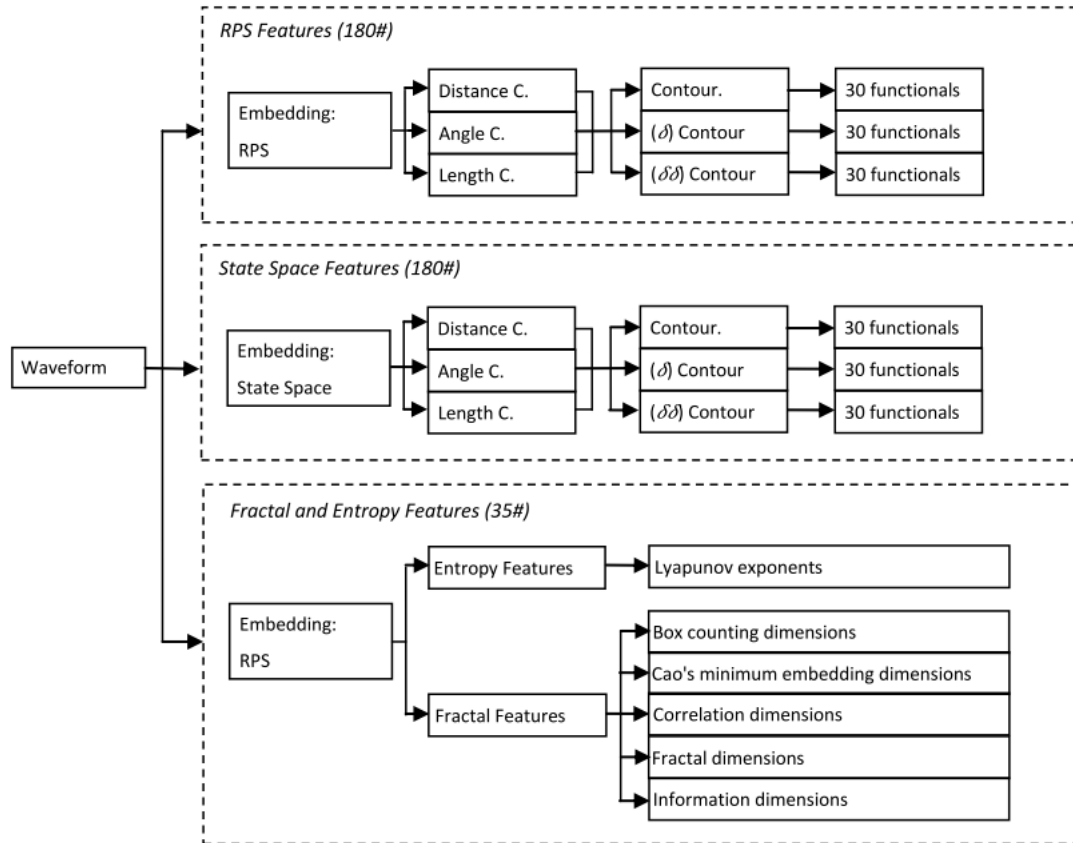 RPS Features (180#)
Embedding:
RPS
Distance C.
Angle C.
Length C.
Contour.
(δ) Contour
(δδ) Contour
30 functionals
30 functionals
30 functionals
State Space Features (180#)
Waveform
Embedding:
State Space
Distance C.
Angle C.
Length C.
Contour.
(δ) Contour
(δδ) Contour
30 functionals
30 functionals
30 functionals
Fractal and Entropy Features (35#)
Embedding:
RPS
Entropy Features
Lyapunov exponents
Fractal Features
Box counting dimensions
Cao's minimum embedding dimensions
Correlation dimensions
Fractal dimensions
Information dimensions